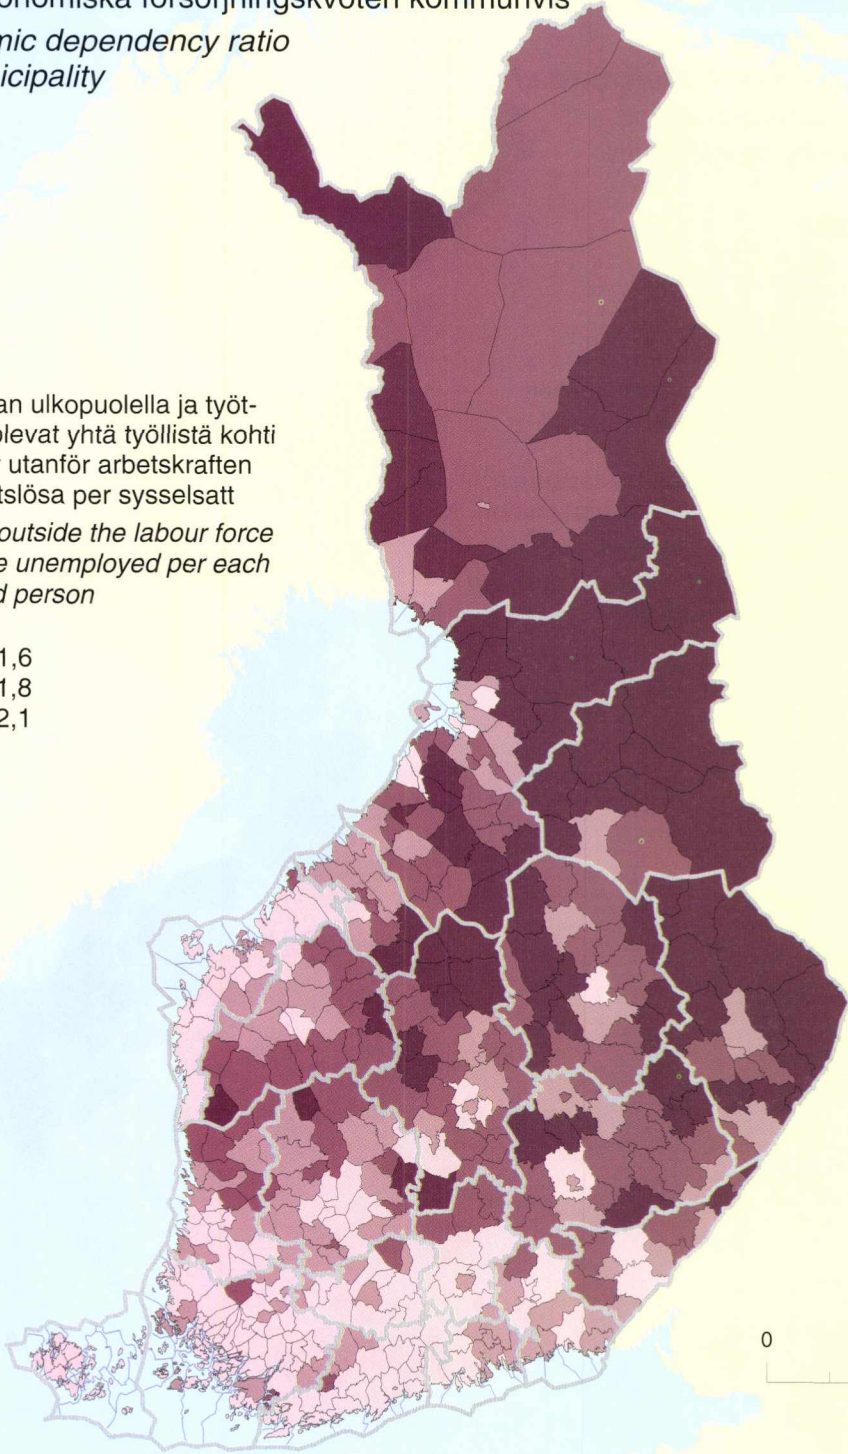 försörjningskvoten kommunvis
mic dependency ratio
icipality
an ulkopuolella ja työt-
olevat yhtä työllistä kohti
utanför arbetskraften
tslösa per sysselsatt
outside the labour force
e unemployed per each
d person
1,6
1,8
2,1
0